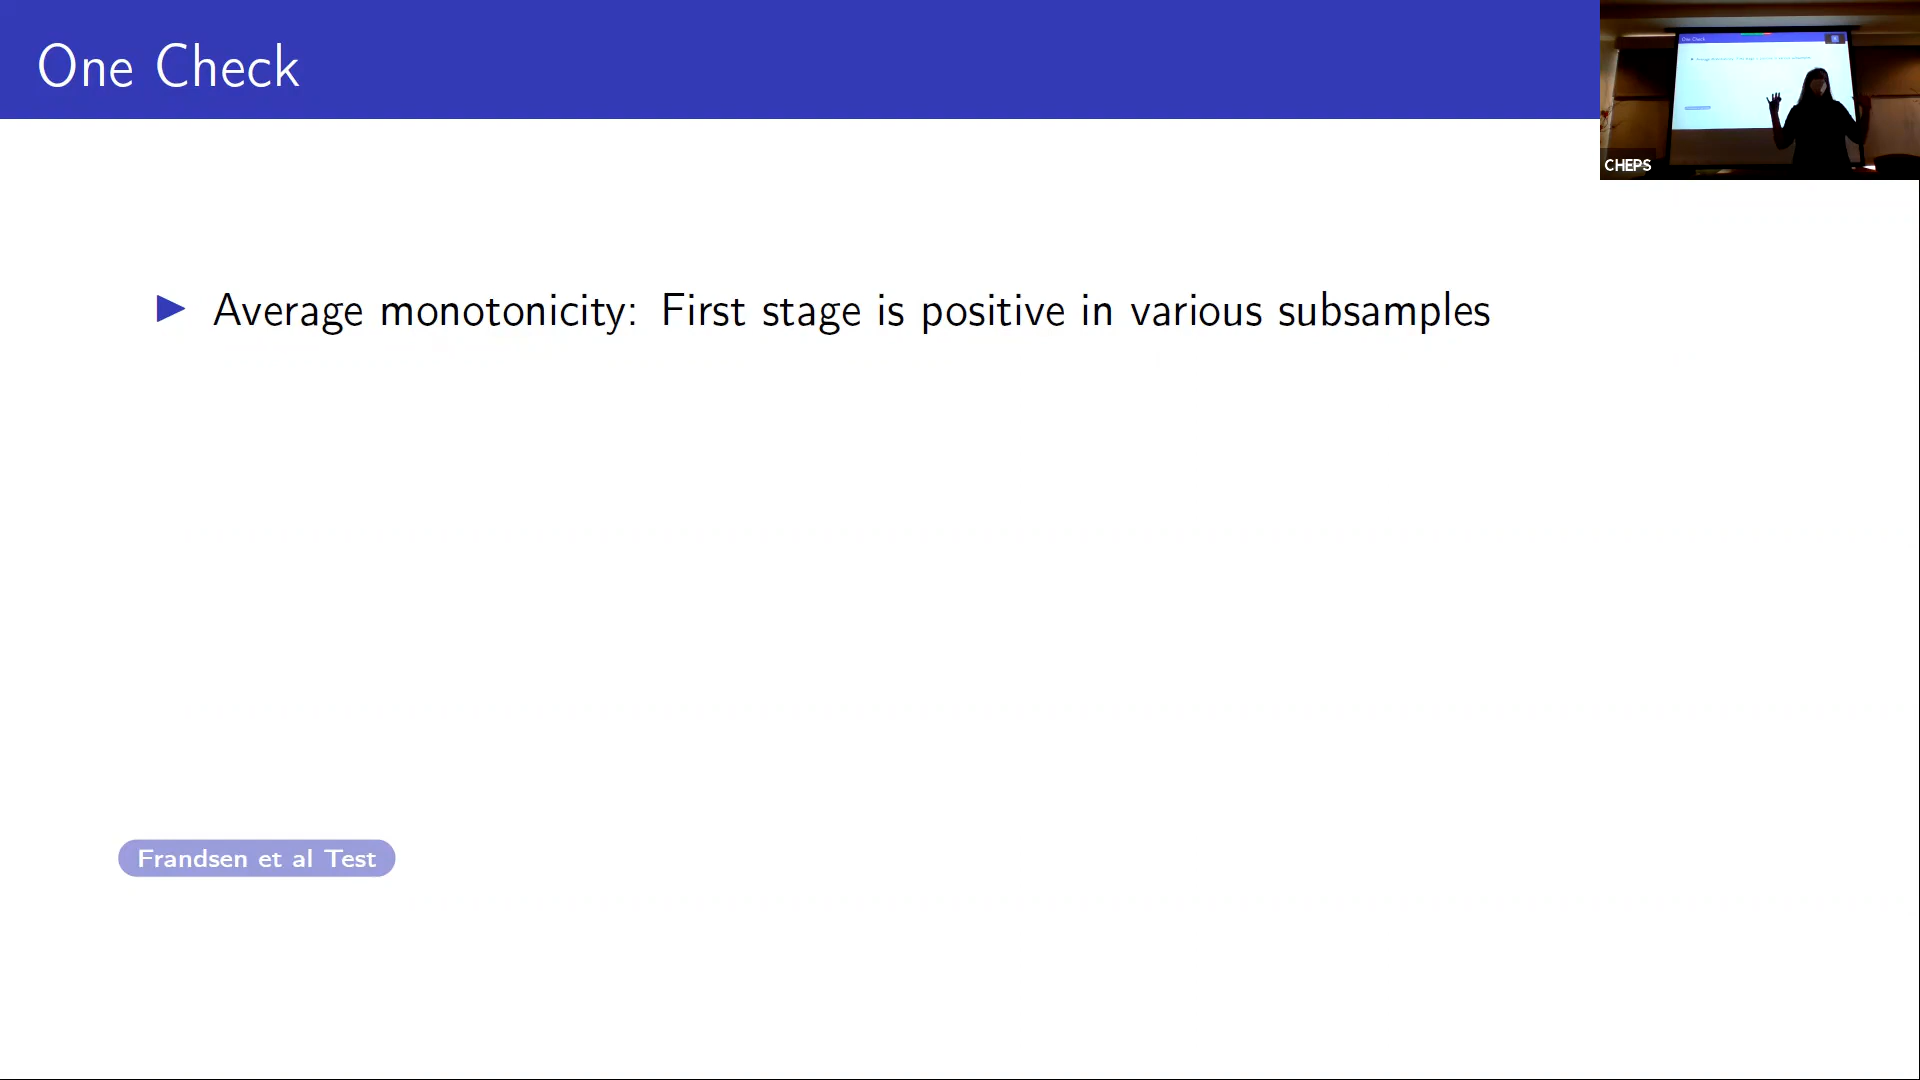 One Check
CHEPS
▶ Average monotonicity: First stage is positive in various subsamples
Frandsen et al Test